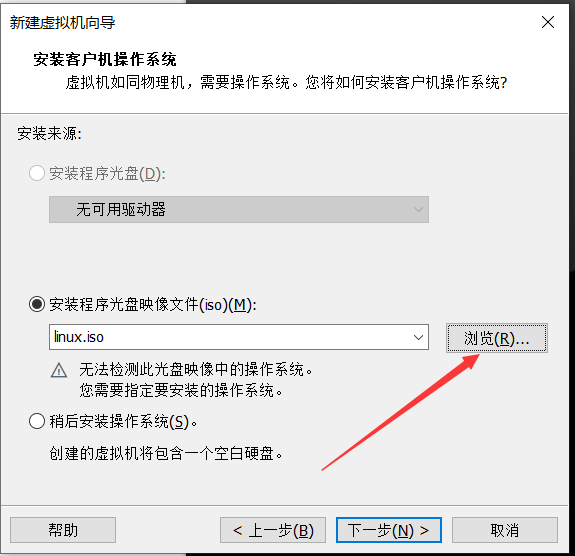 新建虚拟机向导
安装客户机操作系统
虚拟机如同物理机，需要操作系统。您将如何安装客户机操作系统?
安装来源:
安装程序光盘(D):
无可用驱动器
安装程序光盘映像文件(iso)(M):
linux.iso
浏览(R)...
无法检测此光盘映像中的操作系统。
您需要指定要安装的操作系统。
稍后安装操作系统(S)。
创建的虚拟机将包含一个空白硬盘。
帮助
< 上一步(B)
下一步(N) >
取消